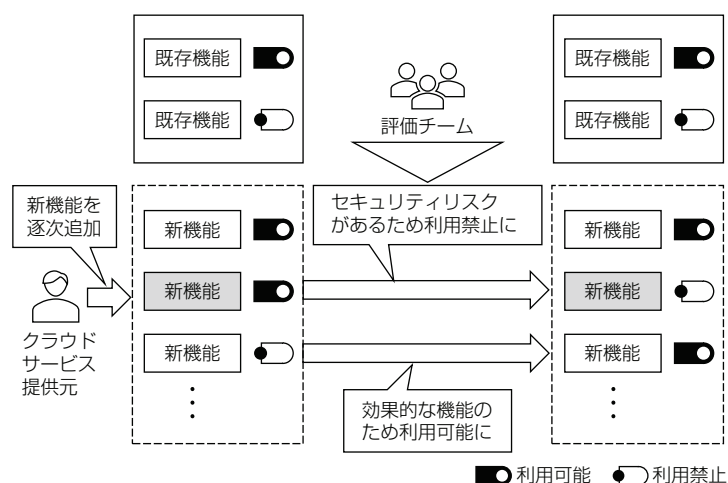 既存機能
既存機能
評価チーム
既存機能
既存機能
新機能を
逐次追加
クラウド
サービス
提供元
新機能
新機能
新機能
セキュリティリスク
があるため利用禁止に
効果的な機能の
ため利用可能に
新機能
新機能
新機能
利用可能
利用禁止